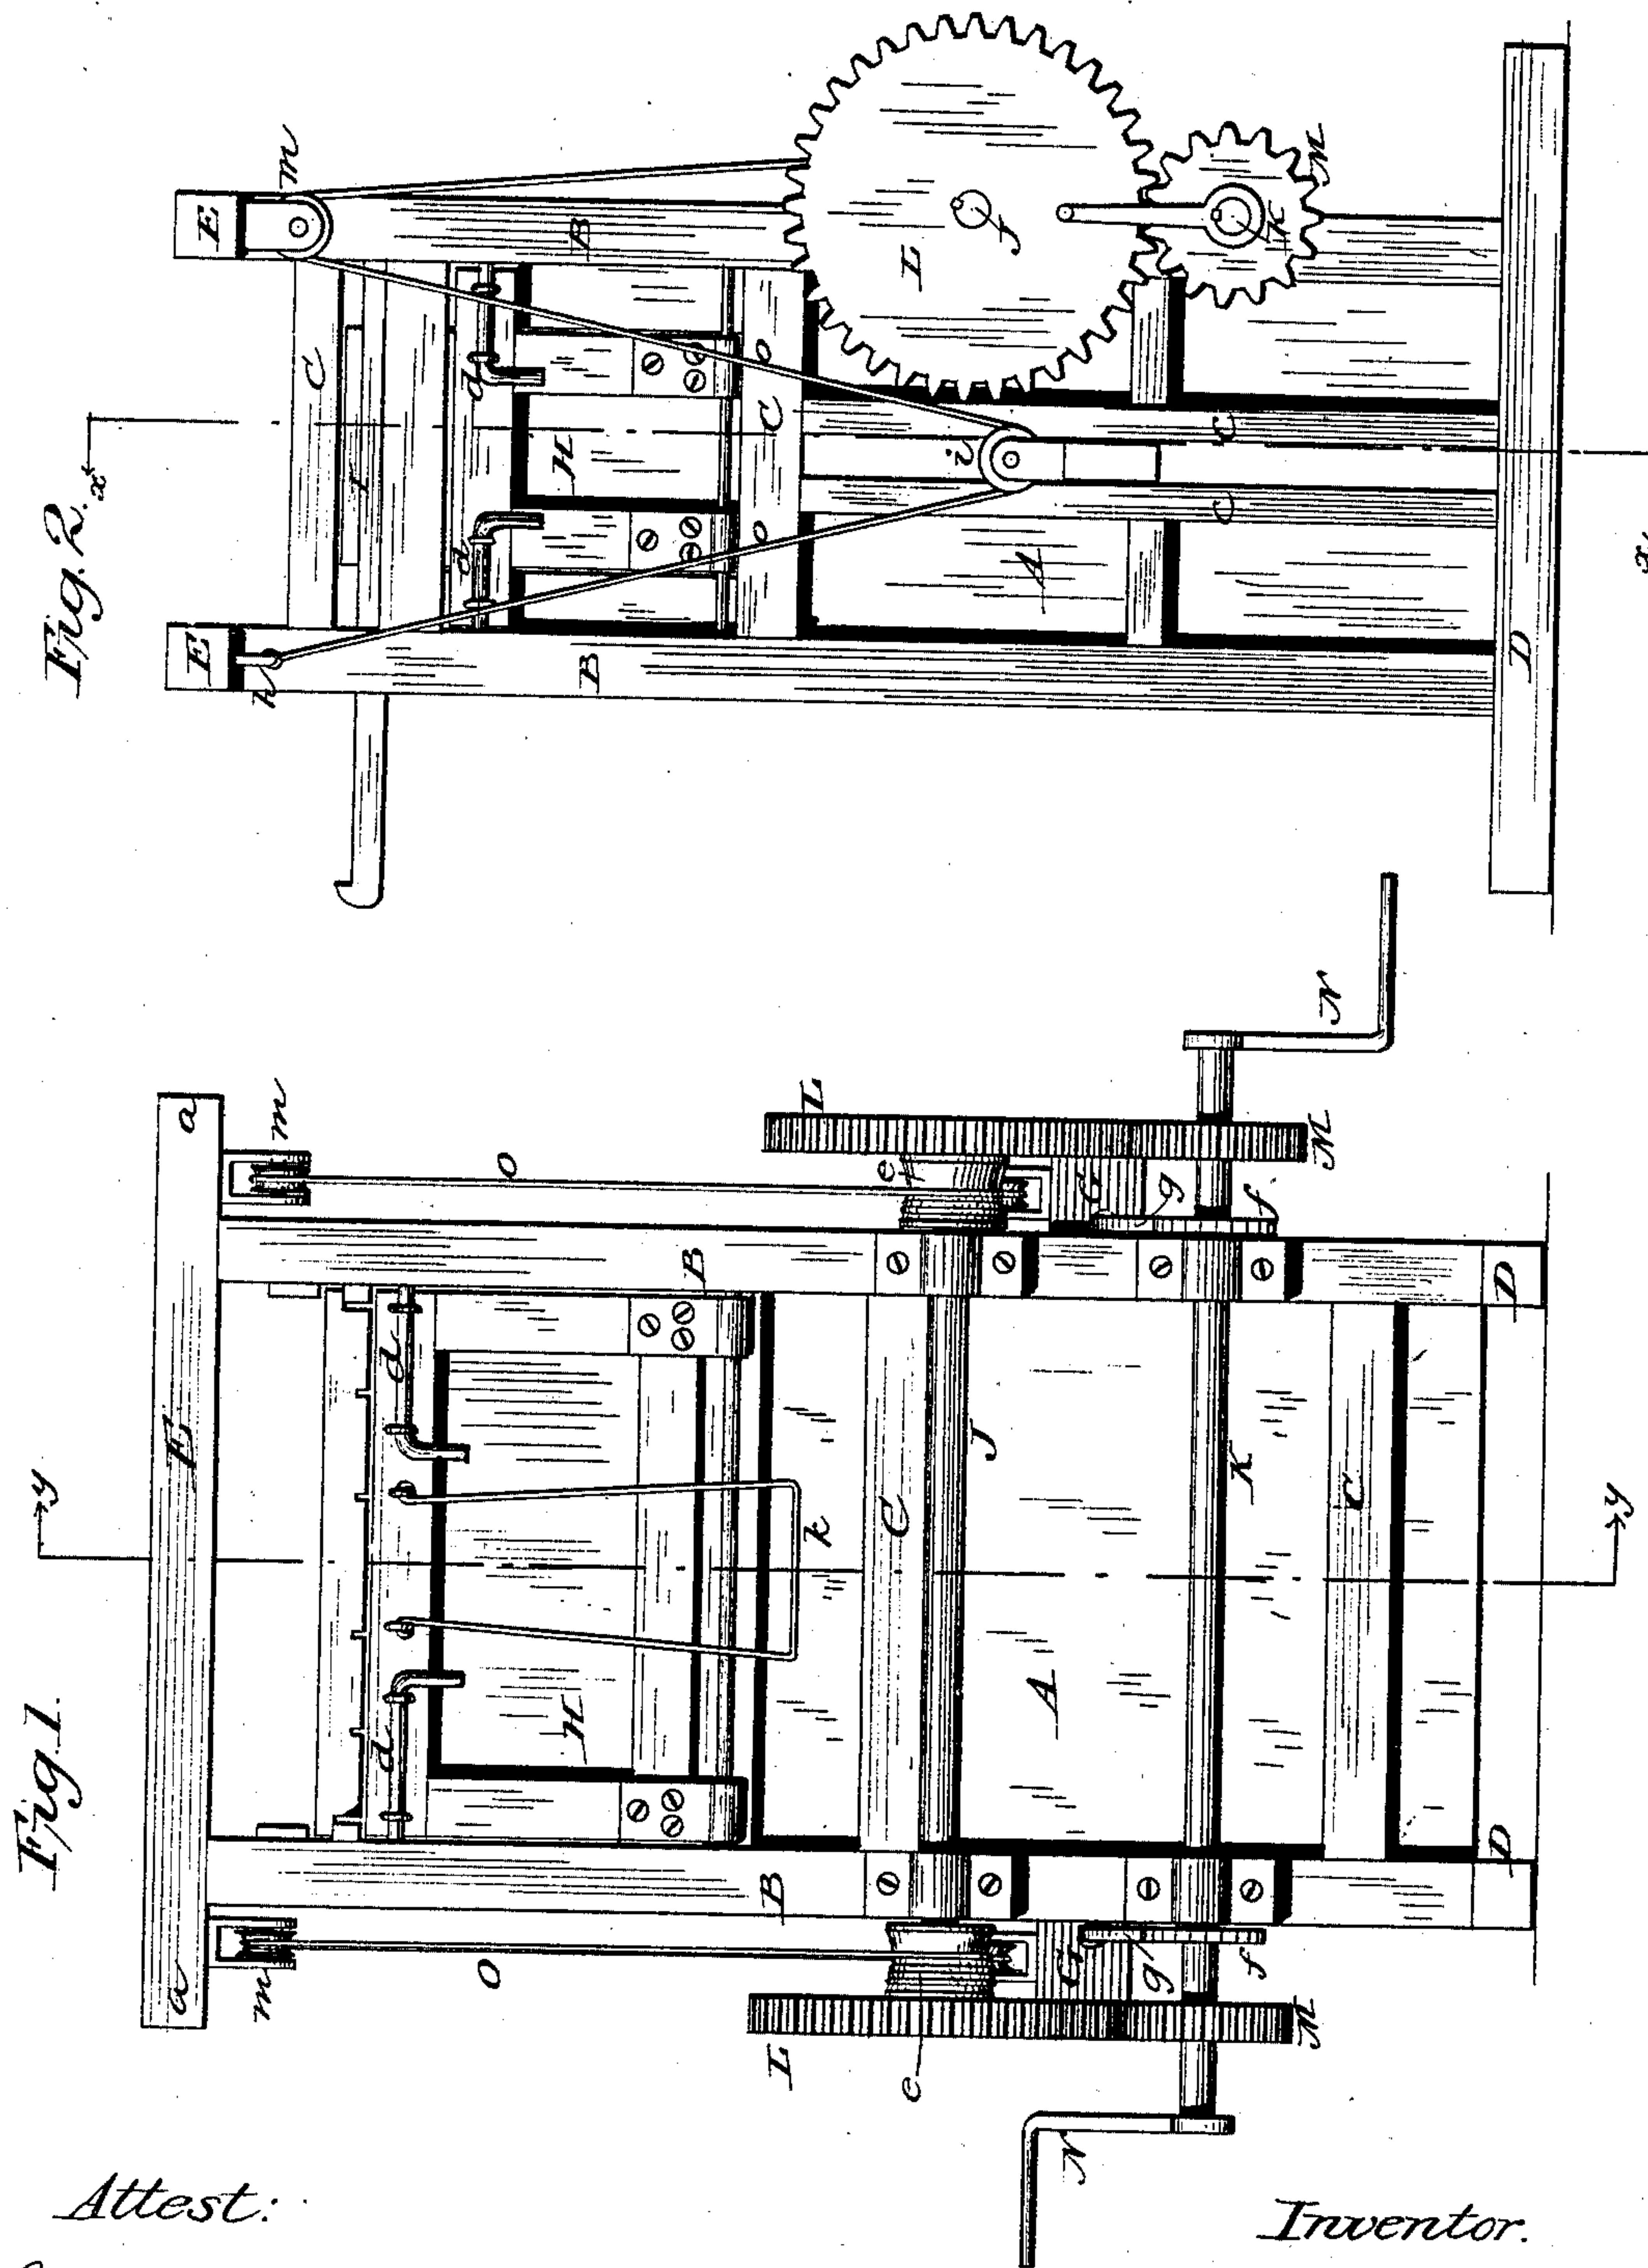 Fig. 1.
Fig. 2.
x
E
E
m
h
C
B
B
I
d
d
H
o
o
C
L
J
i
C
C
A
K
M
D
x
y
a
E
a
m
m
o
o
d
d
B
B
H
k
C
L
L
e
e
J
A
G
G
g
g
f
f
K
C
M
M
N
N
D
D
y
Attest:
Inventor.